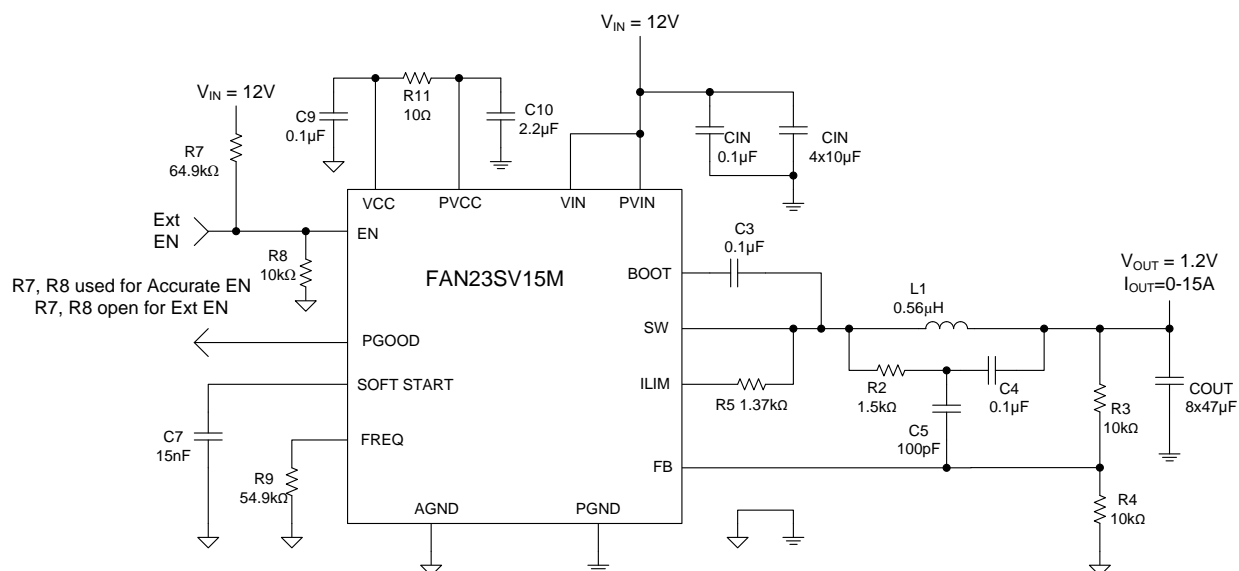 V_IN = 12V
V_IN = 12V
C9
0.1µF
R11
10Ω
C10
2.2µF
CIN
0.1µF
CIN
4x10µF
R7
64.9kΩ
VCC
PVCC
VIN
PVIN
Ext
EN
EN
R8
10kΩ
R7, R8 used for Accurate EN
R7, R8 open for Ext EN
FAN23SV15M
BOOT
C3
0.1µF
V_OUT = 1.2V
I_OUT=0-15A
L1
0.56µH
SW
PGOOD
SOFT START
ILIM
R5 1.37kΩ
R2
1.5kΩ
C4
0.1µF
C5
100pF
R3
10kΩ
COUT
8x47µF
C7
15nF
FREQ
R9
54.9kΩ
FB
AGND
PGND
R4
10kΩ